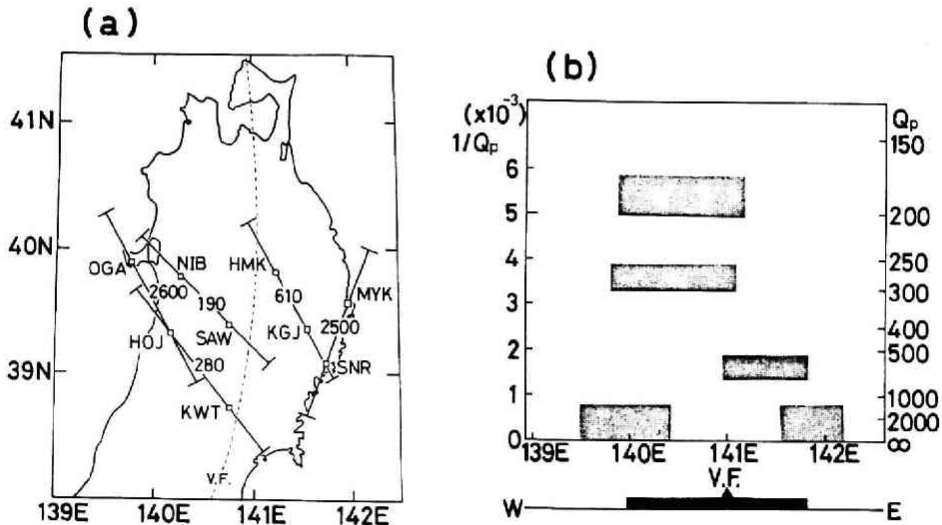 (a)
41N
40N
39N
OGA
NIB
HMK
MYK
2600
190
610
HOJ
SAW
KGJ
2500
280
SNR
KWT
V.F.
139E 140E 141E 142E
(b)
(×10⁻³
1/Qp
Qp
150
6
5
200
4
250
3
300
400
2
500
1
1000
2000
0
∞
139E 140E 141E 142E
V.F.
W E